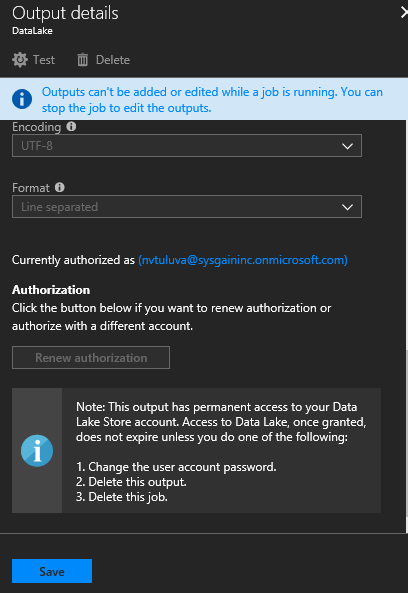 Output details
DataLake
Test
Delete
Outputs can't be added or edited while a job is running. You can
stop the job to edit the outputs.
Encoding
UTF-8
Format
Line separated
Currently authorized as (nvtuluva@sysgaininc.onmicrosoft.com)
Authorization
Click the button below if you want to renew authorization or
authorize with a different account.
Renew authorization
Note: This output has permanent access to your Data
Lake Store account. Access to Data Lake, once granted,
does not expire unless you do one of the following:
1. Change the user account password.
2. Delete this output.
3. Delete this job.
Save